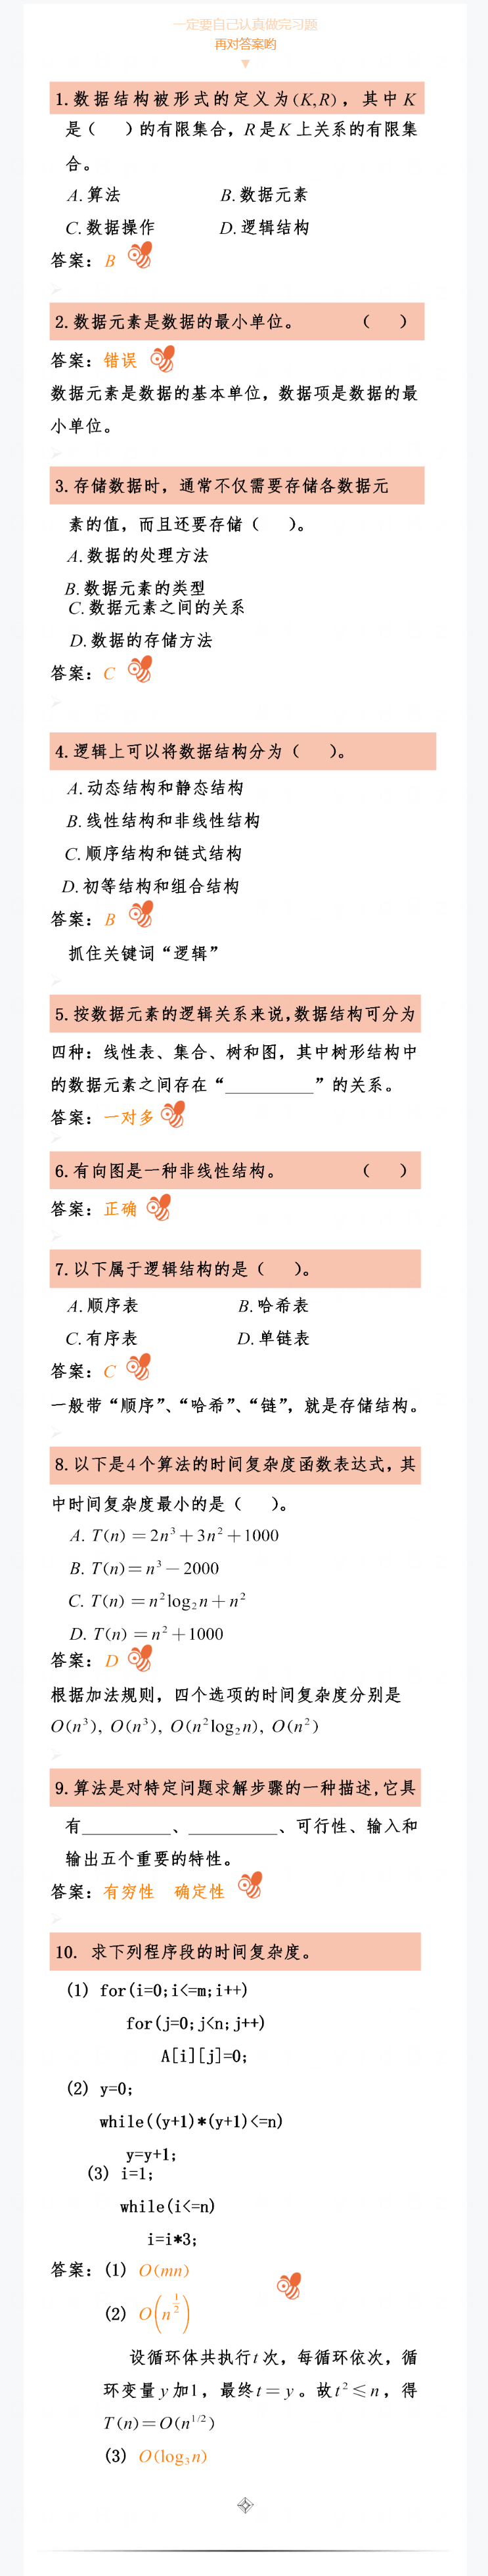 一定要自己认真做完习题
再对答案哟
1.数据结构被形式的定义为(K,R)，其中K
是（  ）的有限集合，R是K上关系的有限集
合。
A.算法 B.数据元素
C.数据操作 D.逻辑结构
答案：B
2.数据元素是数据的最小单位。 （  ）
答案：错误
数据元素是数据的基本单位，数据项是数据的最
小单位。
3.存储数据时，通常不仅需要存储各数据元
素的值，而且还要存储（  ）。
A.数据的处理方法
B.数据元素的类型
C.数据元素之间的关系
D.数据的存储方法
答案：C
4.逻辑上可以将数据结构分为（  ）。
A.动态结构和静态结构
B.线性结构和非线性结构
C.顺序结构和链式结构
D.初等结构和组合结构
答案：B
抓住关键词“逻辑”
5.按数据元素的逻辑关系来说,数据结构可分为
四种：线性表、集合、树和图，其中树形结构中
的数据元素之间存在“__________”的关系。
答案：一对多
6.有向图是一种非线性结构。 （  ）
答案：正确
7.以下属于逻辑结构的是（  ）。
A.顺序表 B.哈希表
C.有序表 D.单链表
答案：C
一般带“顺序”、“哈希”、“链”，就是存储结构。
8.以下是4个算法的时间复杂度函数表达式，其
中时间复杂度最小的是（  ）。
A. T(n) = 2n³ + 3n² + 1000
B. T(n) = n³ − 2000
C. T(n) = n²log₂n + n²
D. T(n) = n² + 1000
答案：D
根据加法规则，四个选项的时间复杂度分别是
O(n³), O(n³), O(n²log₂n), O(n²)
9.算法是对特定问题求解步骤的一种描述,它具
有__________、__________、可行性、输入和
输出五个重要的特性。
答案：有穷性 确定性
10. 求下列程序段的时间复杂度。
(1) for(i=0;i<=m;i++)
for(j=0;j<n;j++)
A[i][j]=0;
(2) y=0;
while((y+1)*(y+1)<=n)
y=y+1;
(3) i=1;
while(i<=n)
i=i*3;
答案：(1) O(mn)
(2) O(n^(1/2))
设循环体共执行t次，每循环依次，循
环变量y加1，最终t=y。故t²≤n，得
T(n)=O(n^(1/2))
(3) O(log₃n)